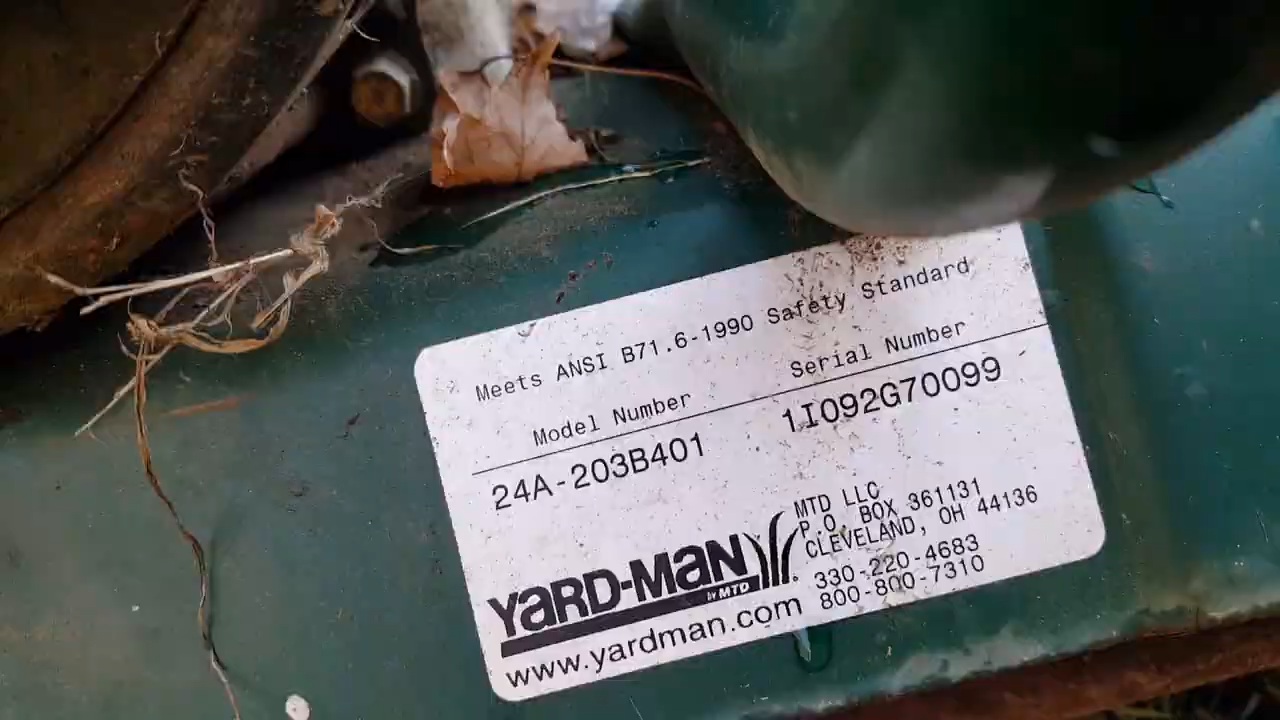 Meets ANSI B71.6-1990 Safety Standard
Model Number Serial Number
24A-203B401 1I092G70099
YARD-MAN
BY MTD
MTD LLC
P.O. BOX 361131
CLEVELAND, OH 44136
330-220-4683
800-800-7310
www.yardman.com